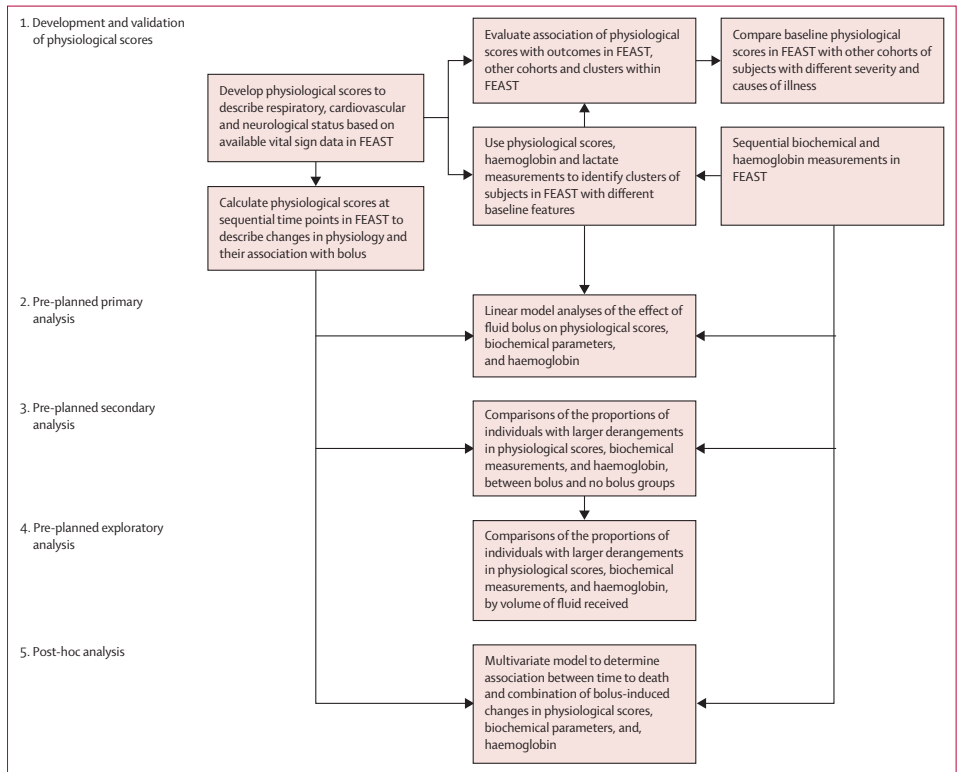 1. Development and validation
of physiological scores
Develop physiological scores to
describe respiratory, cardiovascular
and neurological status based on
available vital sign data in FEAST
Calculate physiological scores at
sequential time points in FEAST to
describe changes in physiology and
their association with bolus
Evaluate association of physiological
scores with outcomes in FEAST,
other cohorts and clusters within
FEAST
Compare baseline physiological
scores in FEAST with other cohorts of
subjects with different severity and
causes of illness
Use physiological scores,
haemoglobin and lactate
measurements to identify clusters of
subjects in FEAST with different
baseline features
Sequential biochemical and
haemoglobin measurements in
FEAST
2. Pre-planned primary
analysis
Linear model analyses of the effect of
fluid bolus on physiological scores,
biochemical parameters,
and haemoglobin
3. Pre-planned secondary
analysis
Comparisons of the proportions of
individuals with larger derangements
in physiological scores, biochemical
measurements, and haemoglobin,
between bolus and no bolus groups
4. Pre-planned exploratory
analysis
Comparisons of the proportions of
individuals with larger derangements
in physiological scores, biochemical
measurements, and haemoglobin,
by volume of fluid received
5. Post-hoc analysis
Multivariate model to determine
association between time to death
and combination of bolus-induced
changes in physiological scores,
biochemical parameters, and,
haemoglobin